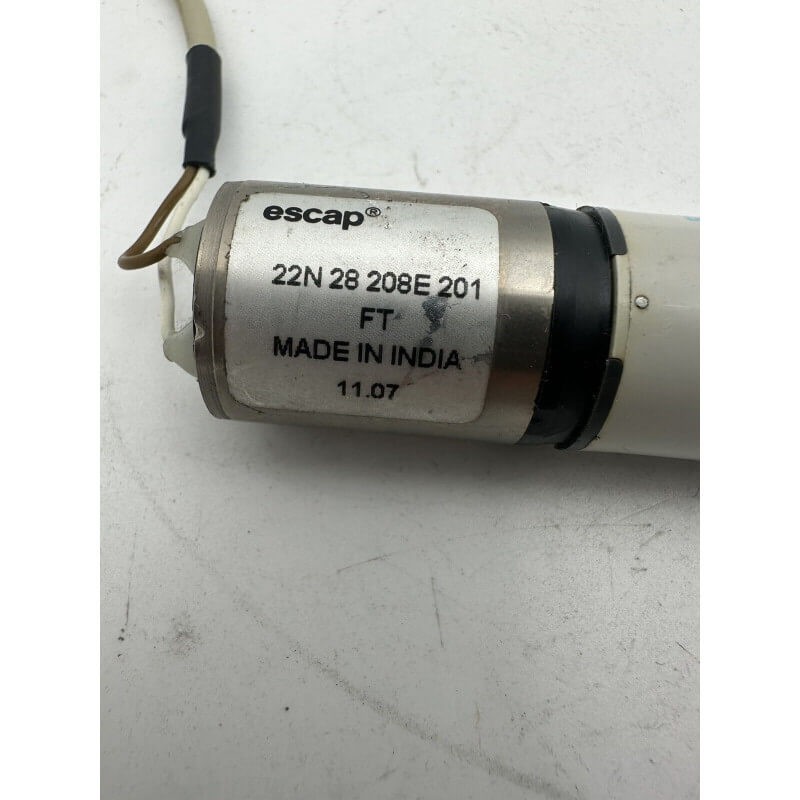 escap®
22N 28 208E 201
FT
MADE IN INDIA
11.07